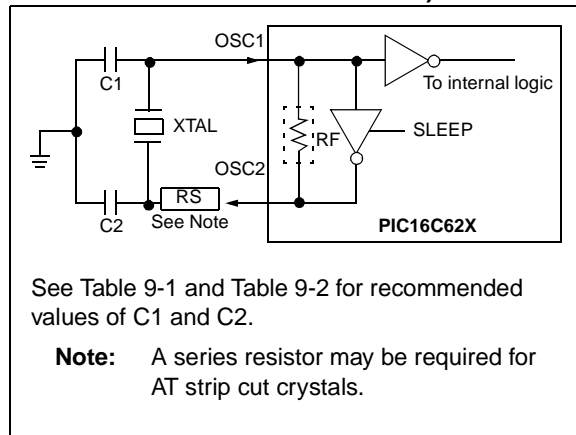 OSC1
C1
To internal logic
XTAL
RF
SLEEP
OSC2
RS
C2
See Note
PIC16C62X
See Table 9-1 and Table 9-2 for recommended
values of C1 and C2.
Note: A series resistor may be required for
AT strip cut crystals.